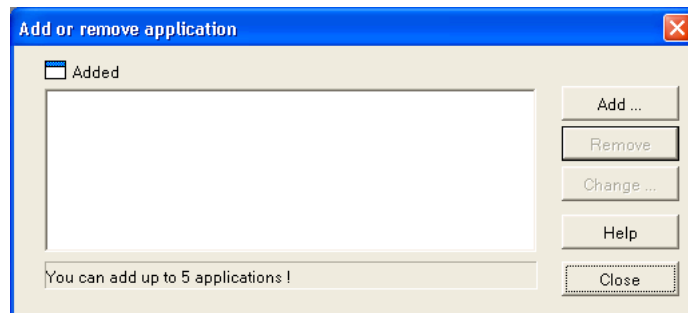 Add or remove application
Added
Add ...
Remove
Change ...
Help
You can add up to 5 applications !
Close